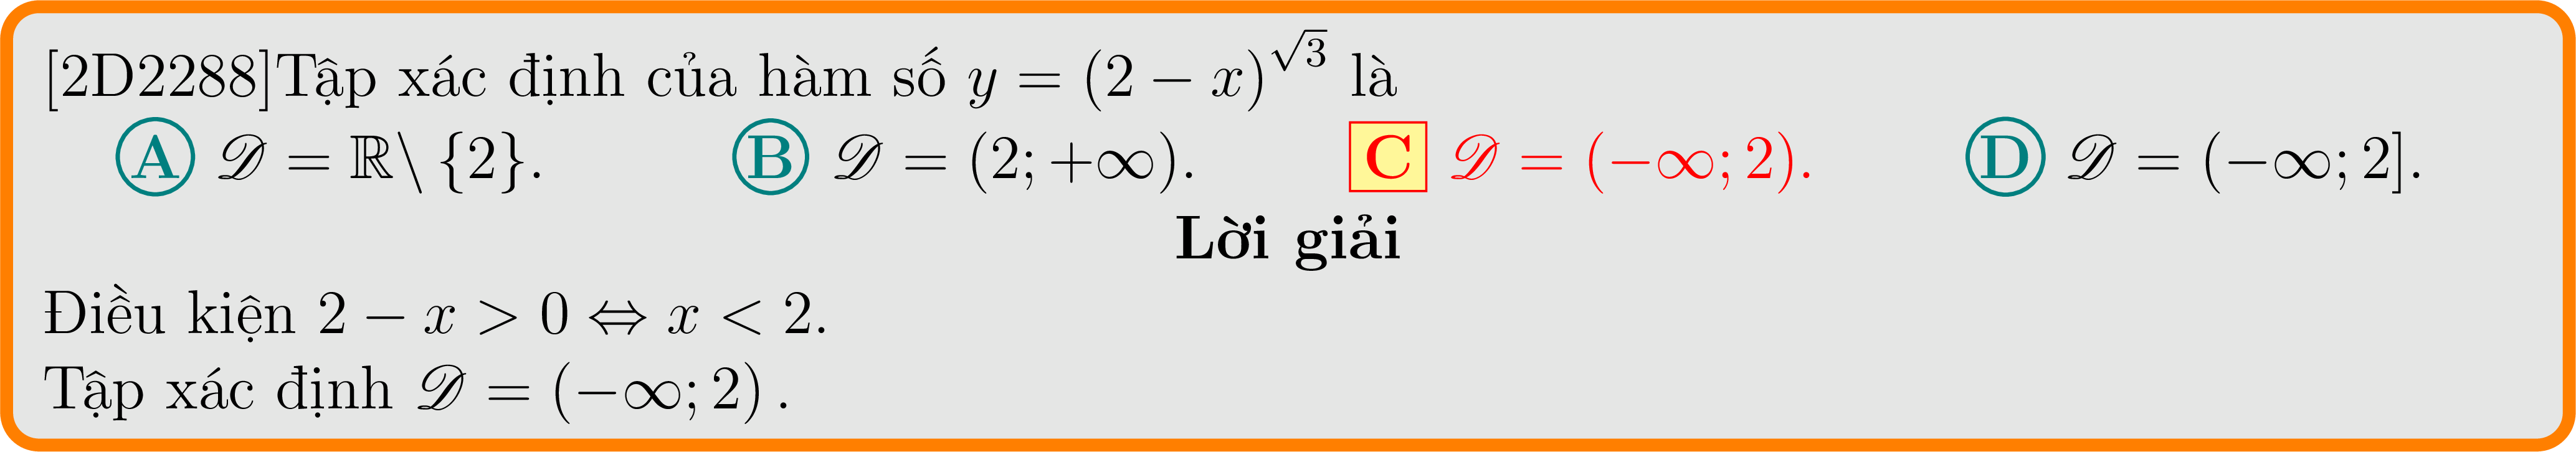 [2D2288]Tập xác định của hàm số $y = (2 - x)^{\sqrt{3}}$ là
A $\mathscr{D} = \mathbb{R} \backslash \{2\}$. B $\mathscr{D} = (2; +\infty)$. C $\mathscr{D} = (-\infty; 2)$. D $\mathscr{D} = (-\infty; 2]$.
Lời giải
Điều kiện $2 - x > 0 \Leftrightarrow x < 2$.
Tập xác định $\mathscr{D} = (-\infty; 2)$.